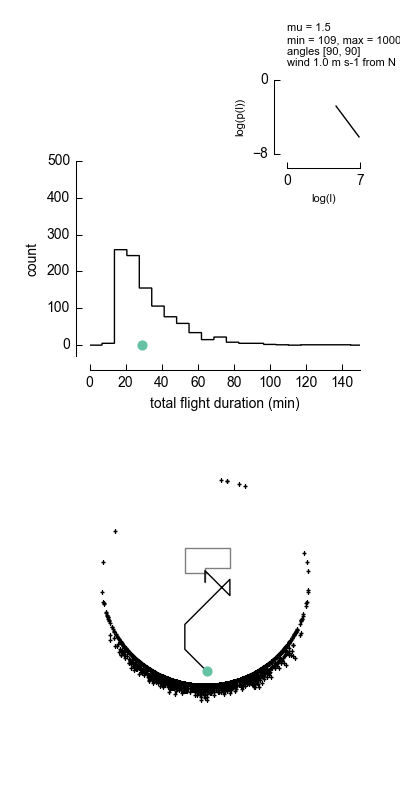 mu = 1.5
min = 109, max = 1000
angles [90, 90]
wind 1.0 m s-1 from N
0
log(p(l))
−8
0 7
log(l)
500
400
300
count
200
100
0
0 20 40 60 80 100 120 140
total flight duration (min)